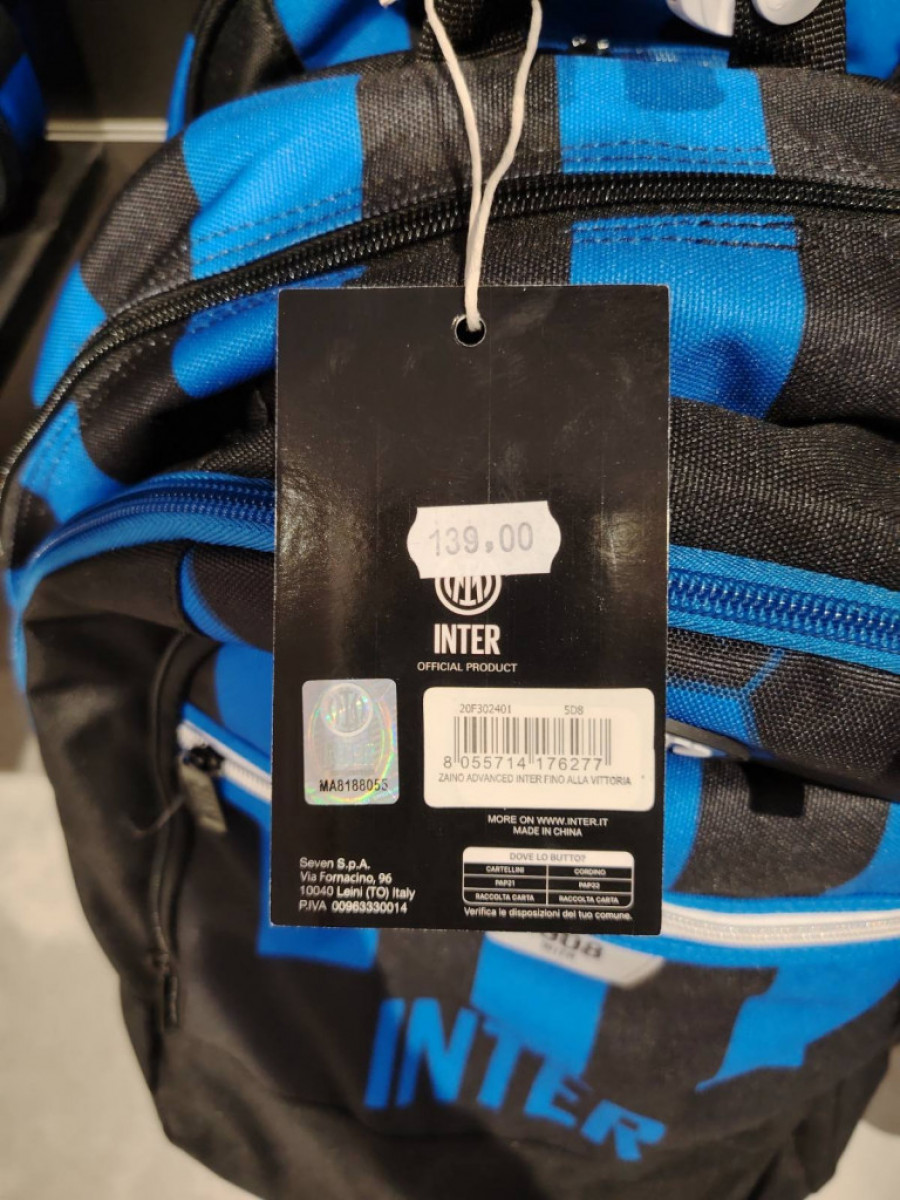 139,00
INTER
OFFICIAL PRODUCT
20F302401 5D8
8 055714 176277
ZAINO ADVANCED INTER FINO ALLA VITTORIA
MA8188055
MORE ON WWW.INTER.IT
MADE IN CHINA
Seven S.p.A.
Via Fornacino, 96
10040 Leini (TO) Italy
P.IVA 00963330014
DOVE LO BUTTO?
CARTELLINI CORDINO
PAP21 PAP22
RACCOLTA CARTA RACCOLTA CARTA
Verifica le disposizioni del tuo comune.
INTER